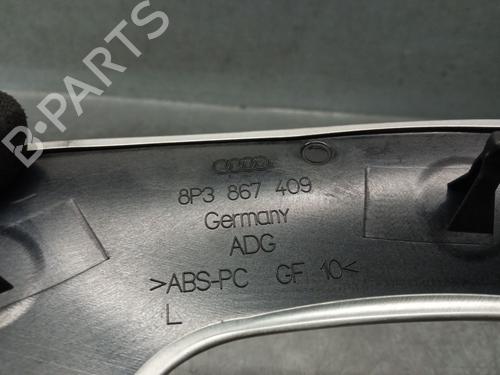 B-PARTS
8P3 867 409
Germany
ADG
>ABS-PC GF 10<
L